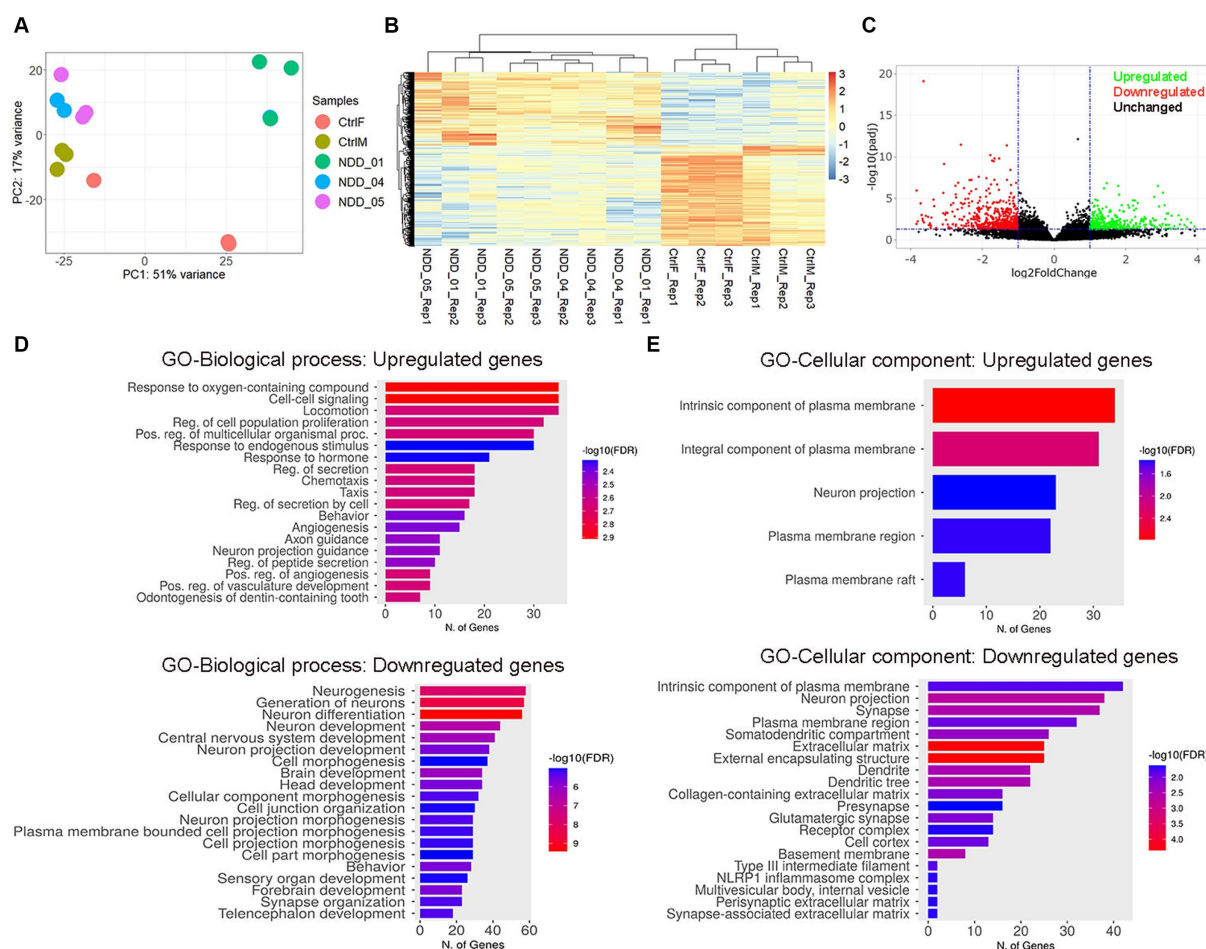 A
20
0
-20
-25
0
25
PC1: 51% variance
PC2: 17% variance
Samples
CtrlF
CtrlM
NDD_01
NDD_04
NDD_05
B
3
2
1
0
-1
-2
-3
NDD_05_Rep1
NDD_01_Rep2
NDD_01_Rep3
NDD_05_Rep2
NDD_05_Rep3
NDD_04_Rep2
NDD_04_Rep3
NDD_04_Rep1
NDD_01_Rep1
CtrlF_Rep1
CtrlF_Rep2
CtrlF_Rep3
CtrlM_Rep1
CtrlM_Rep2
CtrlM_Rep3
C
Upregulated
Downregulated
Unchanged
20
15
10
5
0
-log10(padj)
-4
-2
0
2
4
log2FoldChange
D
GO-Biological process: Upregulated genes
Response to oxygen-containing compound
Cell-cell signaling
Locomotion
Reg. of cell population proliferation
Pos. reg. of multicellular organismal proc.
Response to endogenous stimulus
Response to hormone
Reg. of secretion
Chemotaxis
Taxis
Reg. of secretion by cell
Behavior
Angiogenesis
Axon guidance
Neuron projection guidance
Reg. of peptide secretion
Pos. reg. of angiogenesis
Pos. reg. of vasculature development
Odontogenesis of dentin-containing tooth
0 10 20 30
N. of Genes
-log10(FDR)
2.4
2.5
2.6
2.7
2.8
2.9
GO-Biological process: Downreguated genes
Neurogenesis
Generation of neurons
Neuron differentiation
Neuron development
Central nervous system development
Neuron projection development
Cell morphogenesis
Brain development
Head development
Cellular component morphogenesis
Cell junction organization
Neuron projection morphogenesis
Plasma membrane bounded cell projection morphogenesis
Cell projection morphogenesis
Cell part morphogenesis
Behavior
Sensory organ development
Forebrain development
Synapse organization
Telencephalon development
0 20 40 60
N. of Genes
-log10(FDR)
6
7
8
9
E
GO-Cellular component: Upregulated genes
Intrinsic component of plasma membrane
Integral component of plasma membrane
Neuron projection
Plasma membrane region
Plasma membrane raft
0 10 20 30
N. of Genes
-log10(FDR)
1.6
2.0
2.4
GO-Cellular component: Downregulated genes
Intrinsic component of plasma membrane
Neuron projection
Synapse
Plasma membrane region
Somatodendritic compartment
Extracellular matrix
External encapsulating structure
Dendrite
Dendritic tree
Collagen-containing extracellular matrix
Presynapse
Glutamatergic synapse
Receptor complex
Cell cortex
Basement membrane
Type III intermediate filament
NLRP1 inflammasome complex
Multivesicular body, internal vesicle
Perisynaptic extracellular matrix
Synapse-associated extracellular matrix
0 10 20 30 40
N. of Genes
-log10(FDR)
2.0
2.5
3.0
3.5
4.0